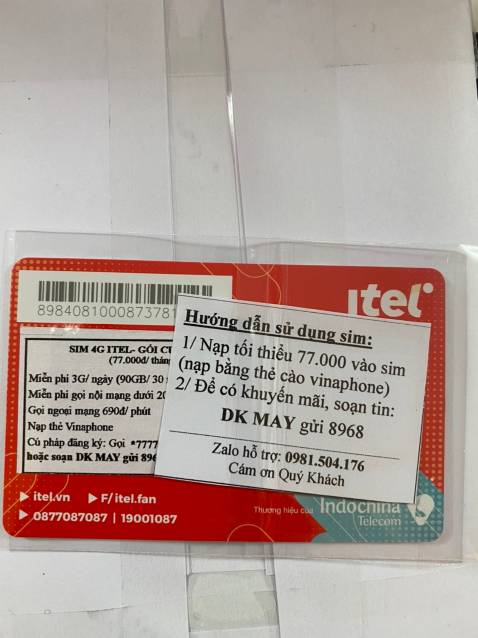 itel
8984081000873781
Hướng dẫn sử dụng sim:
1/ Nạp tối thiểu 77.000 vào sim
(nạp bằng thẻ cào vinaphone)
2/ Để có khuyến mãi, soạn tin:
DK MAY gửi 8968
Zalo hỗ trợ: 0981.504.176
Cám ơn Quý Khách
SIM 4G ITEL- GÓI
(77.000đ/
Miễn phí 3G/ ngày (90GB/ 30
Miễn phí gọi nội mạng dưới
Gọi ngoại mạng 690đ/ phút
Nạp thẻ Vinaphone
Cú pháp đăng ký: Gọi *7777
hoặc soạn DK MAY gửi
itel.vn F/itel.fan
0877087087 | 19001087
Thương hiệu của Indochina
Telecom